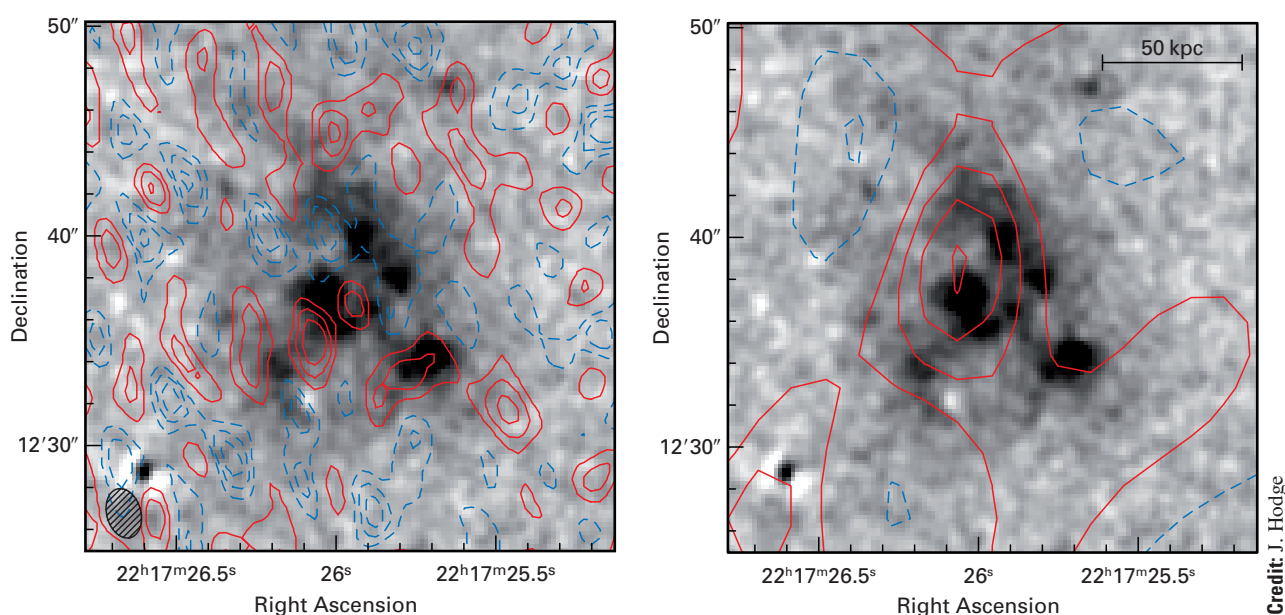 50″
40″
12′30″
Declination
22ʰ17ᵐ26.5ˢ
26ˢ
22ʰ17ᵐ25.5ˢ
Right Ascension
50 kpc
50″
40″
12′30″
Declination
22ʰ17ᵐ26.5ˢ
26ˢ
22ʰ17ᵐ25.5ˢ
Right Ascension
Credit: J. Hodge